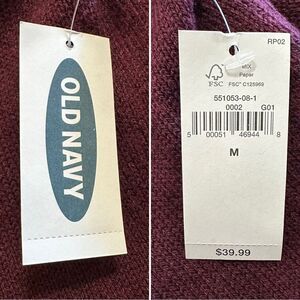 OLD NAVY
RP02
MIX
Paper
FSC
FSC® C125969
551053-08-1
0002 G01
5 00051 46944 8
M
$39.99